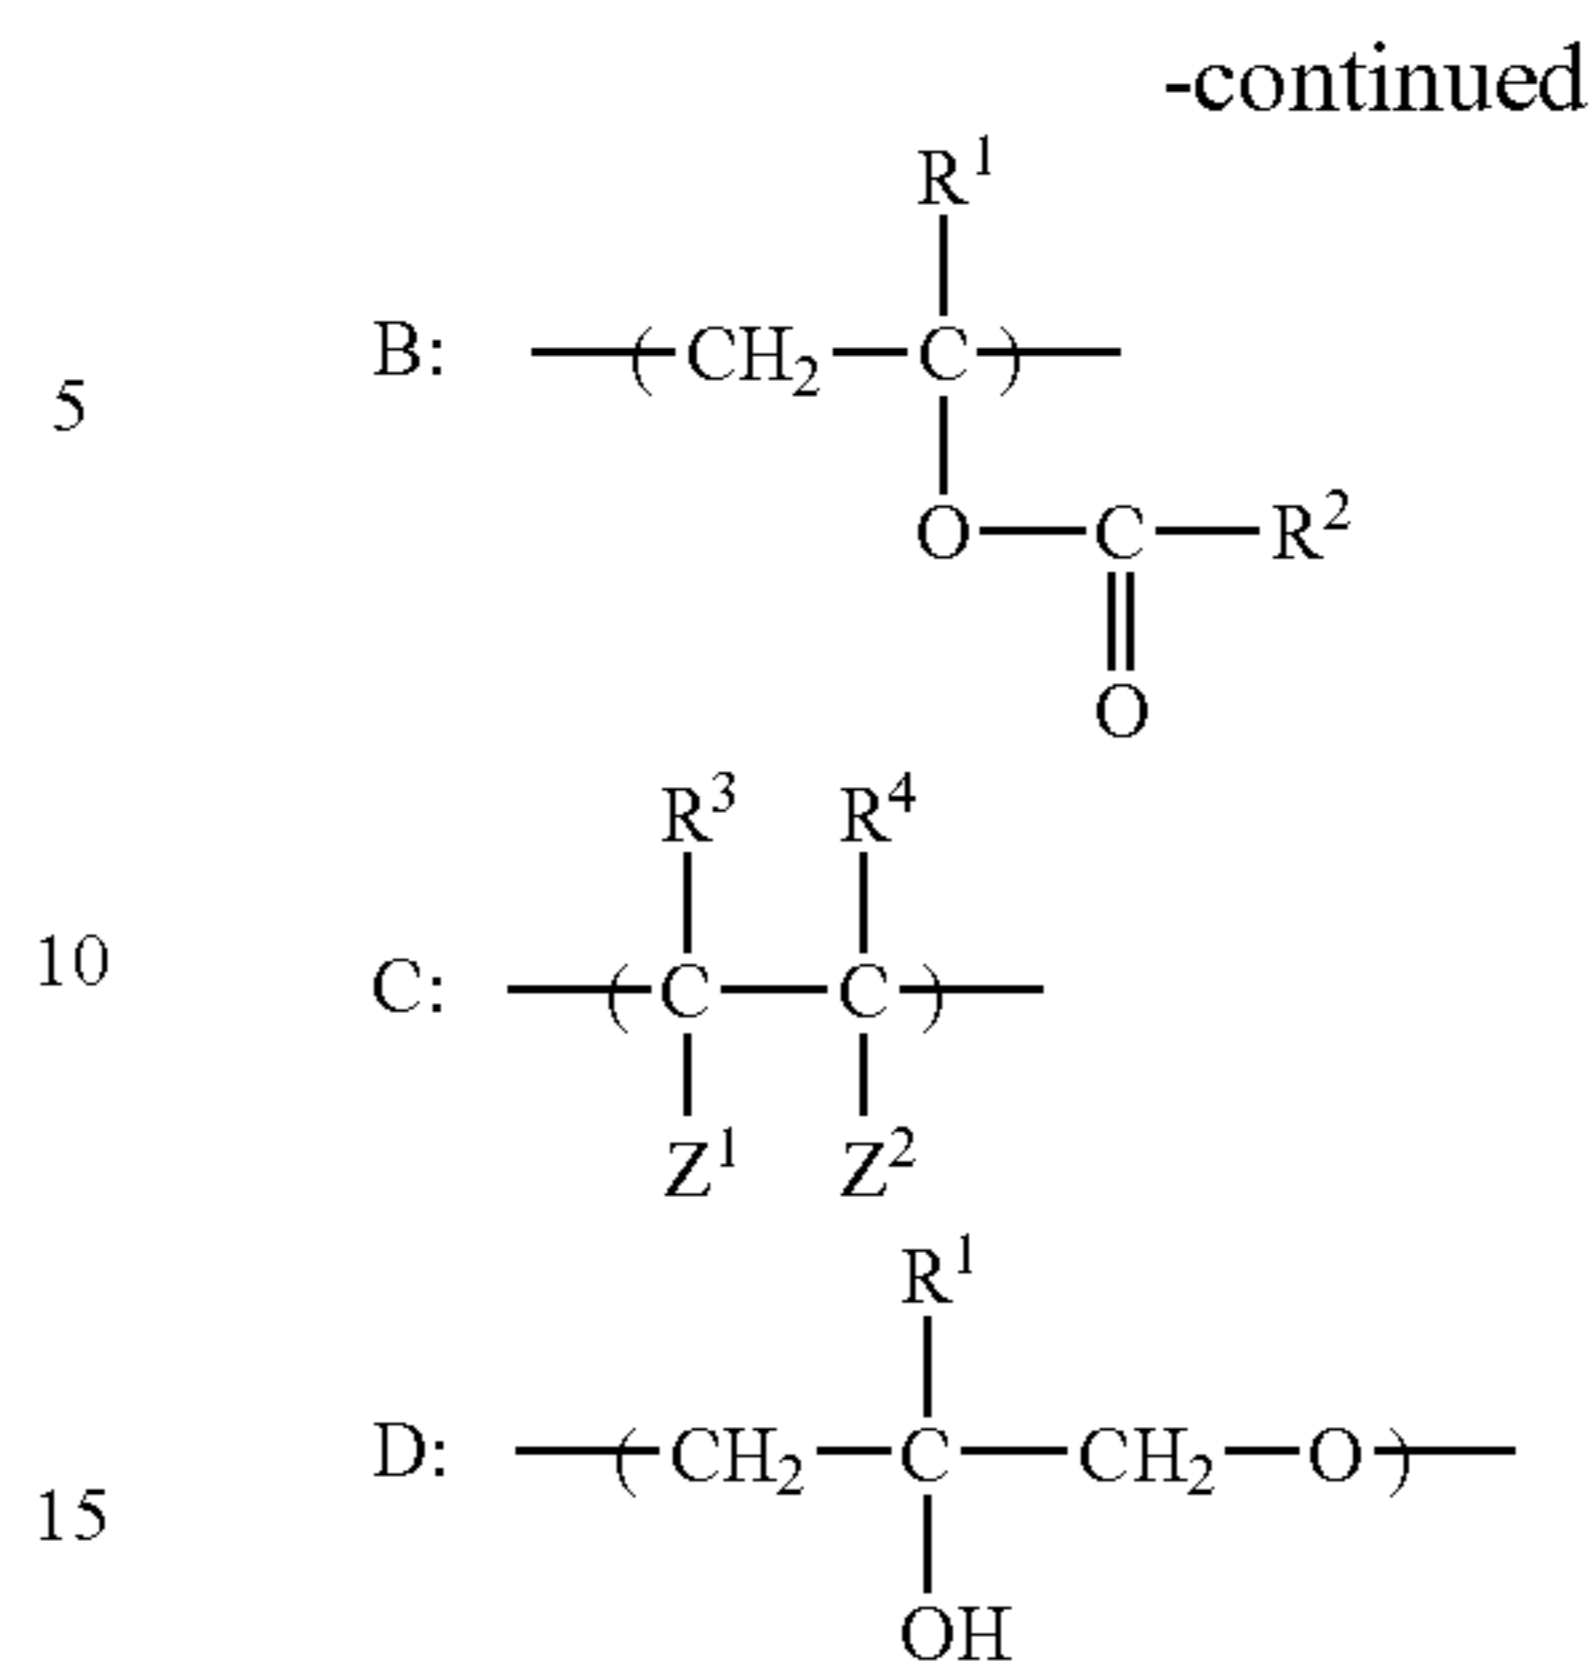 -continued
R¹
B: —(CH₂—C)—
5
O—C—R²
O
R³ R⁴
10
C: —(C—C)—
Z¹ Z²
R¹
D: —(CH₂—C—CH₂—O)—
15
OH